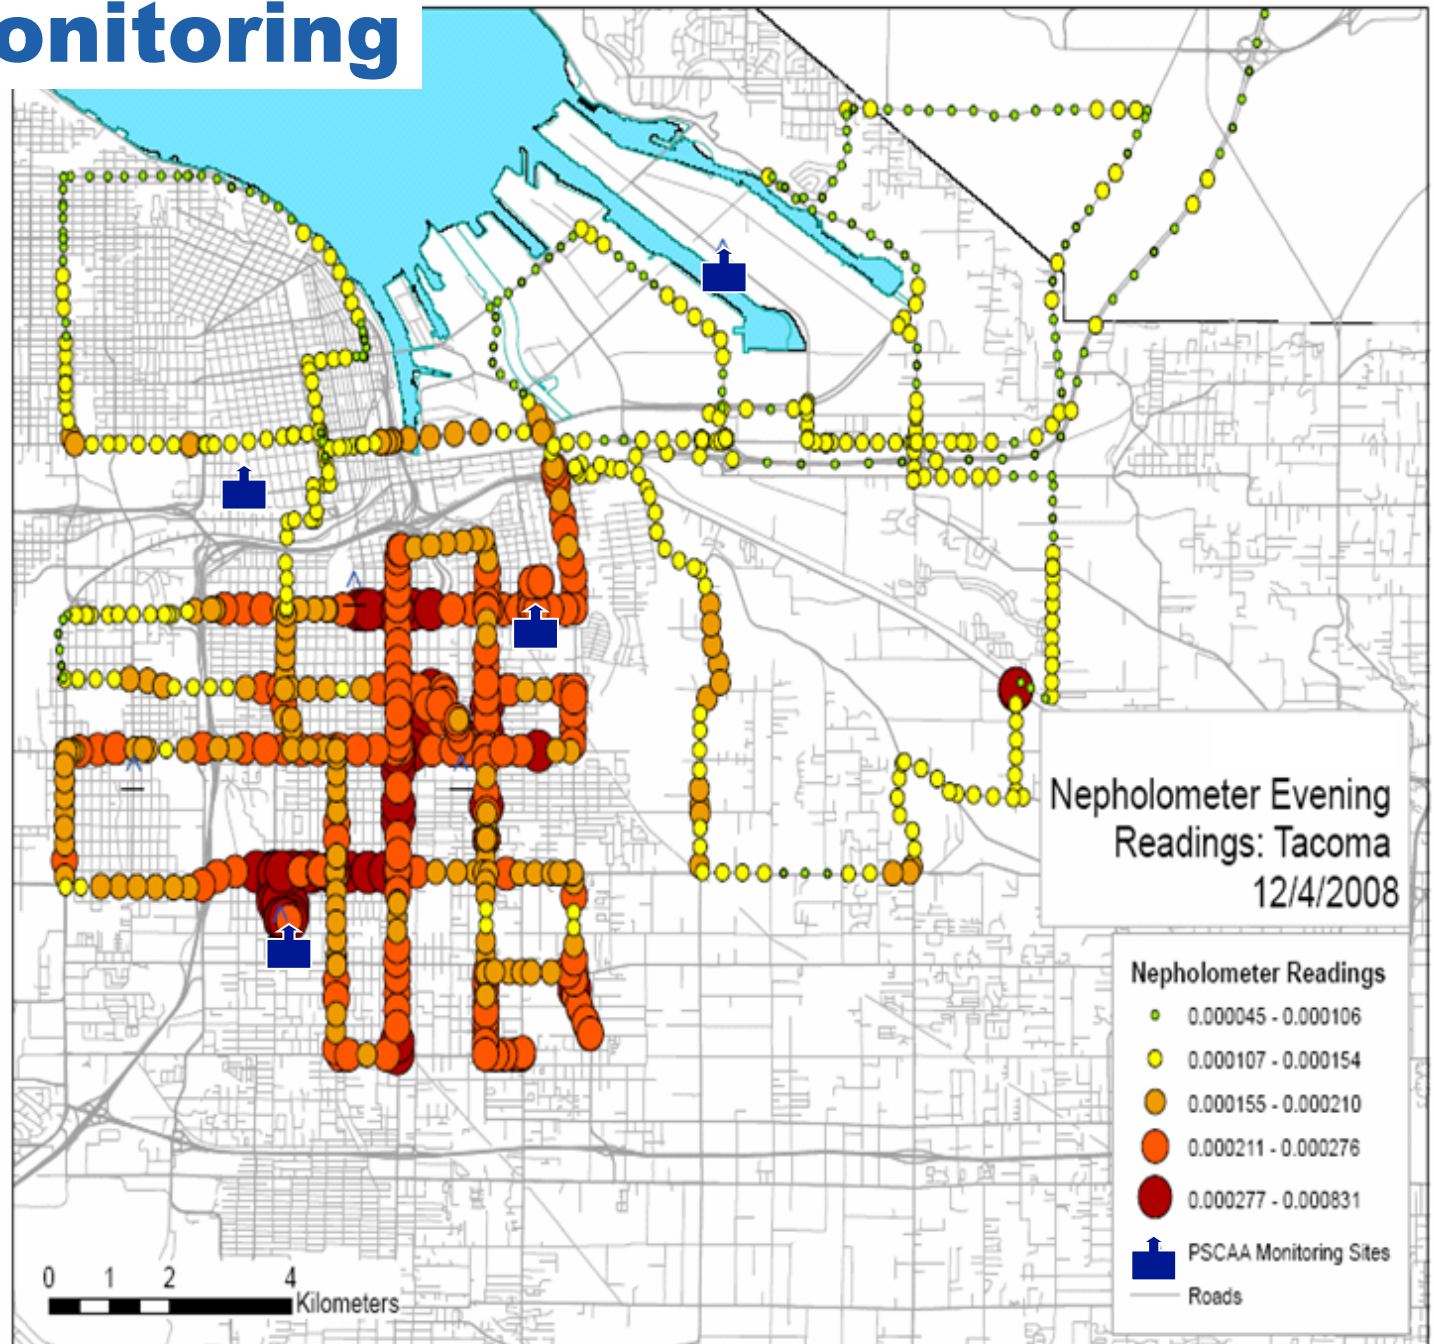 onitoring
Nepholometer Evening
Readings: Tacoma
12/4/2008
Nepholometer Readings
0.000045 - 0.000106
0.000107 - 0.000154
0.000155 - 0.000210
0.000211 - 0.000276
0.000277 - 0.000831
PSCAA Monitoring Sites
Roads
0 1 2 4
Kilometers